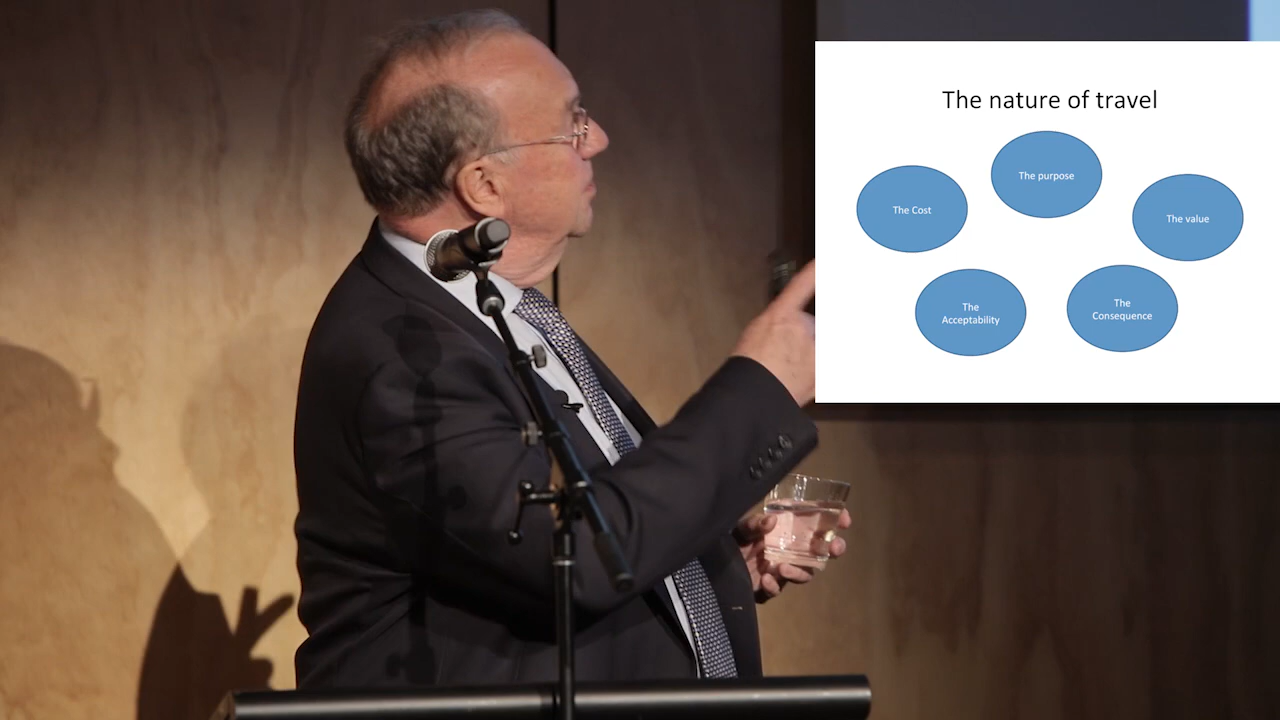 The nature of travel
The purpose
The Cost
The value
The
Acceptability
The
Consequence